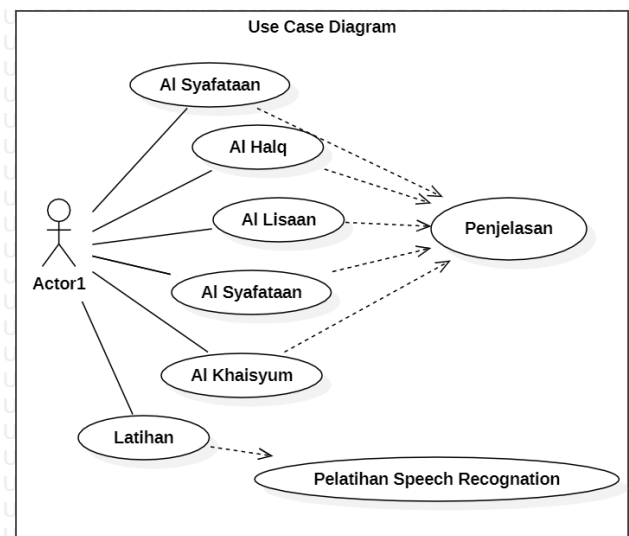 Use Case Diagram
Al Syafataan
Al Halq
Al Lisaan
Penjelasan
Al Syafataan
Actor1
Al Khaisyum
Latihan
Pelatihan Speech Recognation